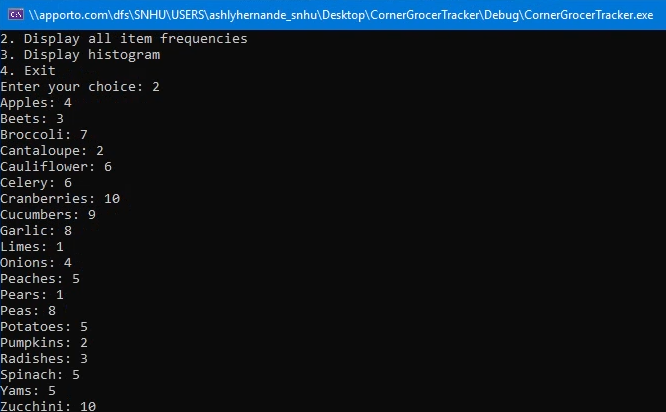 \\apporto.com\dfs\SNHU\USERS\ashlyhernande_snhu\Desktop\CornerGrocerTracker\Debug\CornerGrocerTracker.exe
2. Display all item frequencies
3. Display histogram
4. Exit
Enter your choice: 2
Apples: 4
Beets: 3
Broccoli: 7
Cantaloupe: 2
Cauliflower: 6
Celery: 6
Cranberries: 10
Cucumbers: 9
Garlic: 8
Limes: 1
Onions: 4
Peaches: 5
Pears: 1
Peas: 8
Potatoes: 5
Pumpkins: 2
Radishes: 3
Spinach: 5
Yams: 5
Zucchini: 10